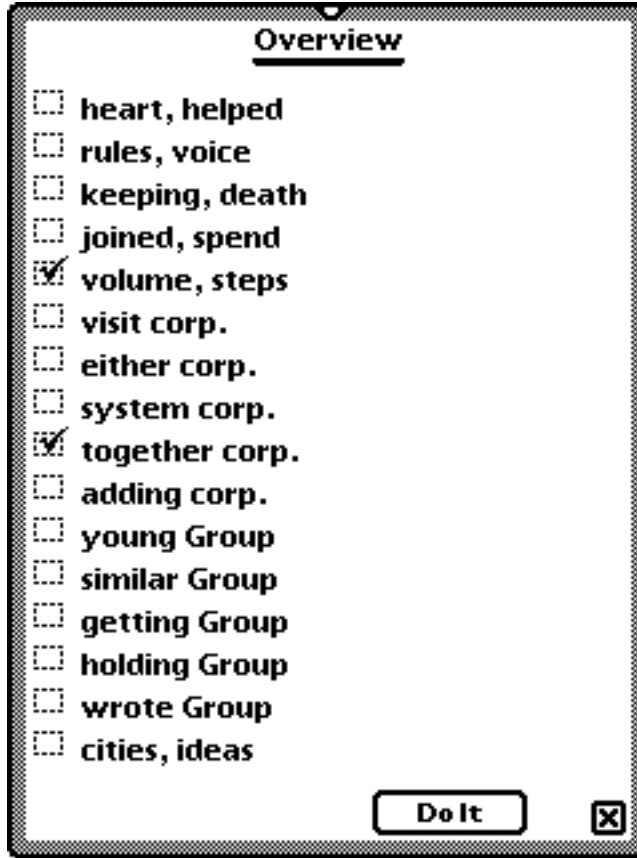 Overview
heart, helped
rules, voice
keeping, death
joined, spend
volume, steps
visit corp.
either corp.
system corp.
together corp.
adding corp.
young Group
similar Group
getting Group
holding Group
wrote Group
cities, ideas
Do It